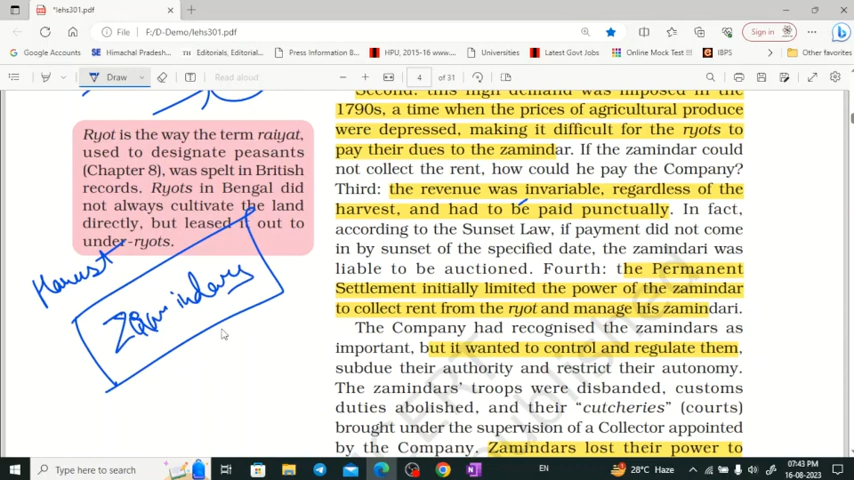 *lehs301.pdf
File
D:/D-Demo/lehs301.pdf
Sign in
Google
SE
Himachal Pradesh
Editorials, Editorial...
Press Information B...
HPU, 2015-16 www...
Universities
Latest Govt Jobs
Online Mock Test
IBPS
Other favorites
Draw
Read aloud
4 of 31
Second: this high demand was imposed in the
1790s, a time when the prices of agricultural produce
were depressed, making it difficult for the ryots to
pay their dues to the zamindar. If the zamindar could
not collect the rent, how could he pay the Company?
Third: the revenue was invariable, regardless of the
harvest, and had to be paid punctually. In fact,
according to the Sunset Law, if payment did not come
in by sunset of the specified date, the zamindari was
liable to be auctioned. Fourth: the Permanent
Settlement initially limited the power of the zamindar
to collect rent from the ryot and manage his zamindari.
The Company had recognised the zamindars as
important, but it wanted to control and regulate them,
subdue their authority and restrict their autonomy.
The zamindars' troops were disbanded, customs
duties abolished, and their "cutcheries" (courts)
brought under the supervision of a Collector appointed
by the Company. Zamindars lost their power to
Ryot is the way the term raiyat,
used to designate peasants
(Chapter 8), was spelt in British
records. Ryots in Bengal did
not always cultivate the land
directly, but leased it out to
under-ryots.
Harvest
Zamindary
published
Type here to search
EN
28°C Haze
07:43 PM
16-08-2023